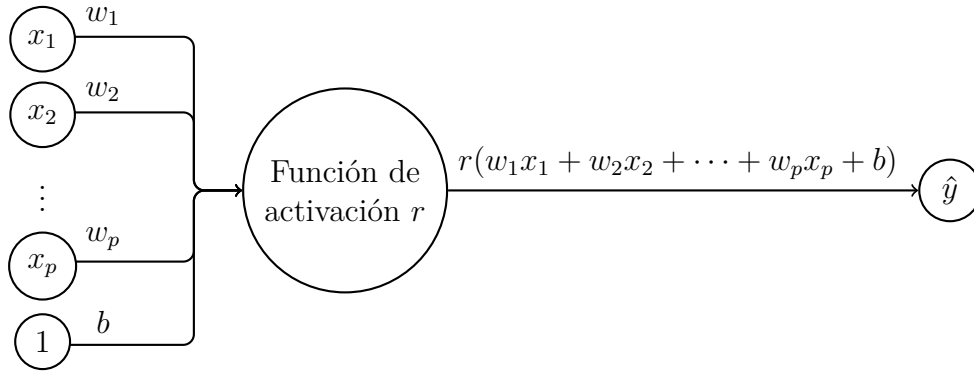 w₁
x₁
w₂
x₂
⋮
wₚ
xₚ
b
1
Función de
activación r
r(w₁x₁ + w₂x₂ + ⋯ + wₚxₚ + b)
ŷ